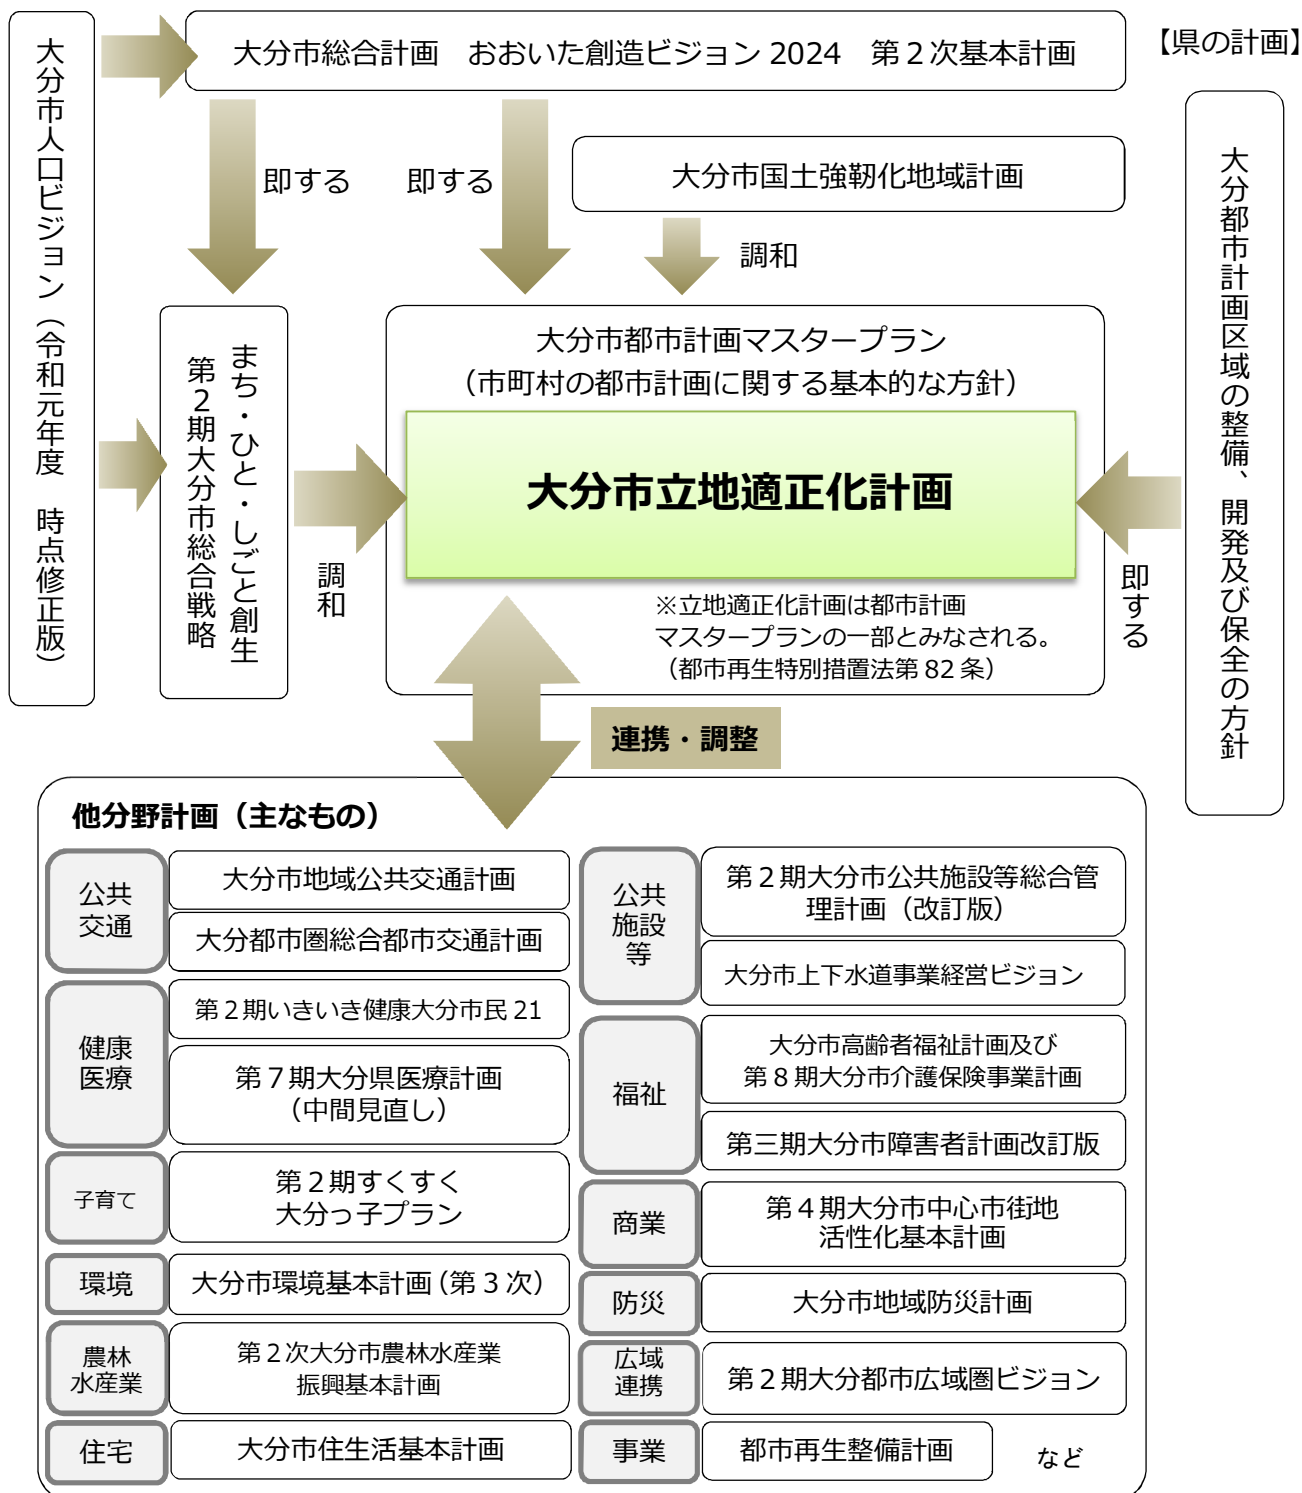 大分市人口ビジョン（令和元年度　時点修正版）
大分市総合計画　おおいた創造ビジョン 2024　第２次基本計画
【県の計画】
即する
即する
大分市国土強靭化地域計画
調和
大分都市計画区域の整備、開発及び保全の方針
まち・ひと・しごと創生
第２期大分市総合戦略
大分市都市計画マスタープラン
（市町村の都市計画に関する基本的な方針）
大分市立地適正化計画
調和
即する
※立地適正化計画は都市計画
マスタープランの一部とみなされる。
（都市再生特別措置法第 82 条）
連携・調整
他分野計画（主なもの）
公共
交通
大分市地域公共交通計画
大分都市圏総合都市交通計画
健康
医療
第２期いきいき健康大分市民 21
第７期大分県医療計画
（中間見直し）
子育て
第２期すくすく
大分っ子プラン
環境
大分市環境基本計画（第３次）
農林
水産業
第２次大分市農林水産業
振興基本計画
住宅
大分市住生活基本計画
公共
施設
等
第２期大分市公共施設等総合管
理計画（改訂版）
大分市上下水道事業経営ビジョン
福祉
大分市高齢者福祉計画及び
第８期大分市介護保険事業計画
第三期大分市障害者計画改訂版
商業
第４期大分市中心市街地
活性化基本計画
防災
大分市地域防災計画
広域
連携
第２期大分都市広域圏ビジョン
事業
都市再生整備計画
など